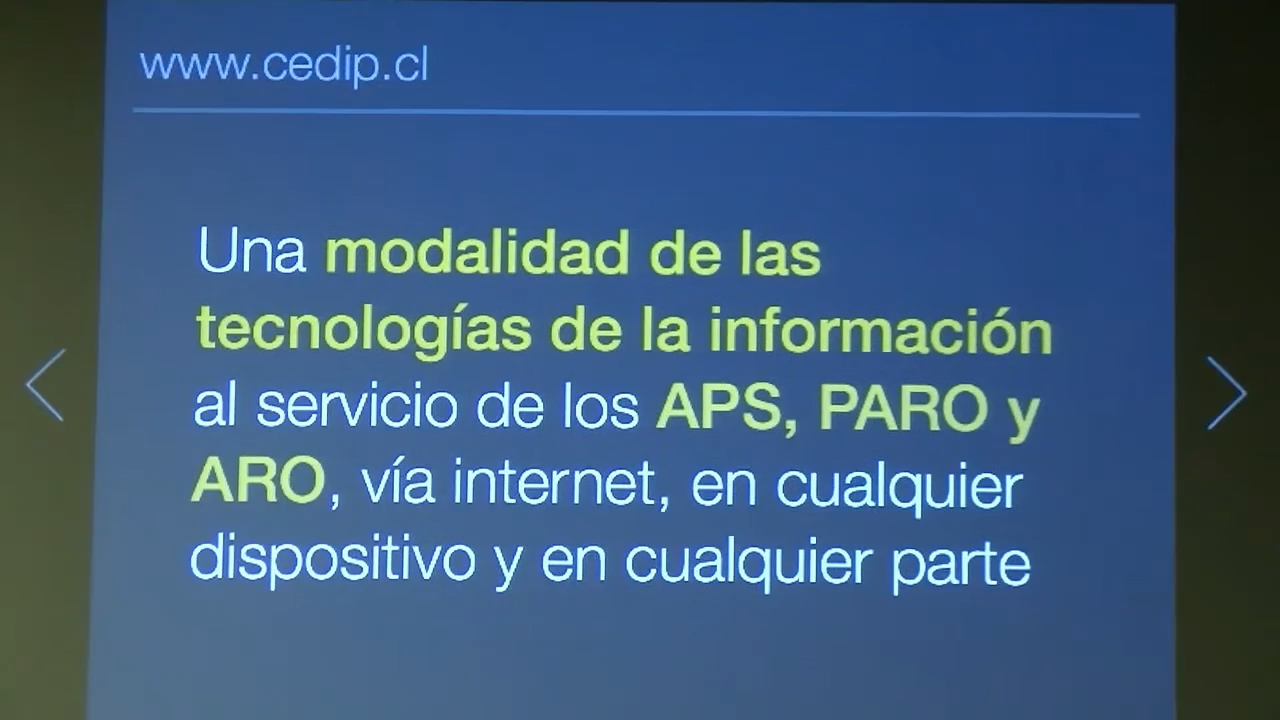 www.cedip.cl
Una modalidad de las
tecnologías de la información
al servicio de los APS, PARO y
ARO, vía internet, en cualquier
dispositivo y en cualquier parte